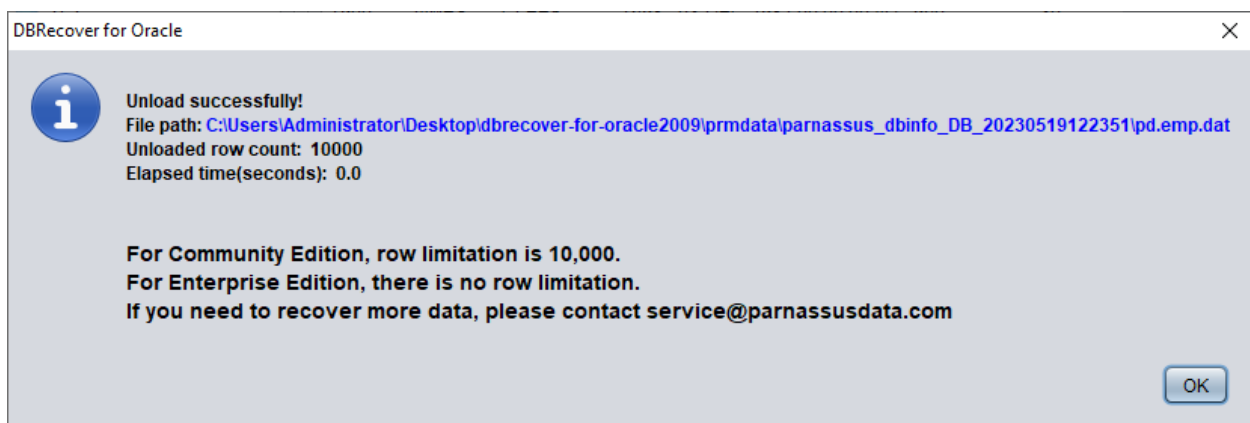 DBRecover for Oracle
Unload successfully!
File path: C:\Users\Administrator\Desktop\dbrecover-for-oracle2009\prmdata\parnassus_dbinfo_DB_20230519122351\pd.emp.dat
Unloaded row count: 10000
Elapsed time(seconds): 0.0
For Community Edition, row limitation is 10,000.
For Enterprise Edition, there is no row limitation.
If you need to recover more data, please contact service@parnassusdata.com
OK